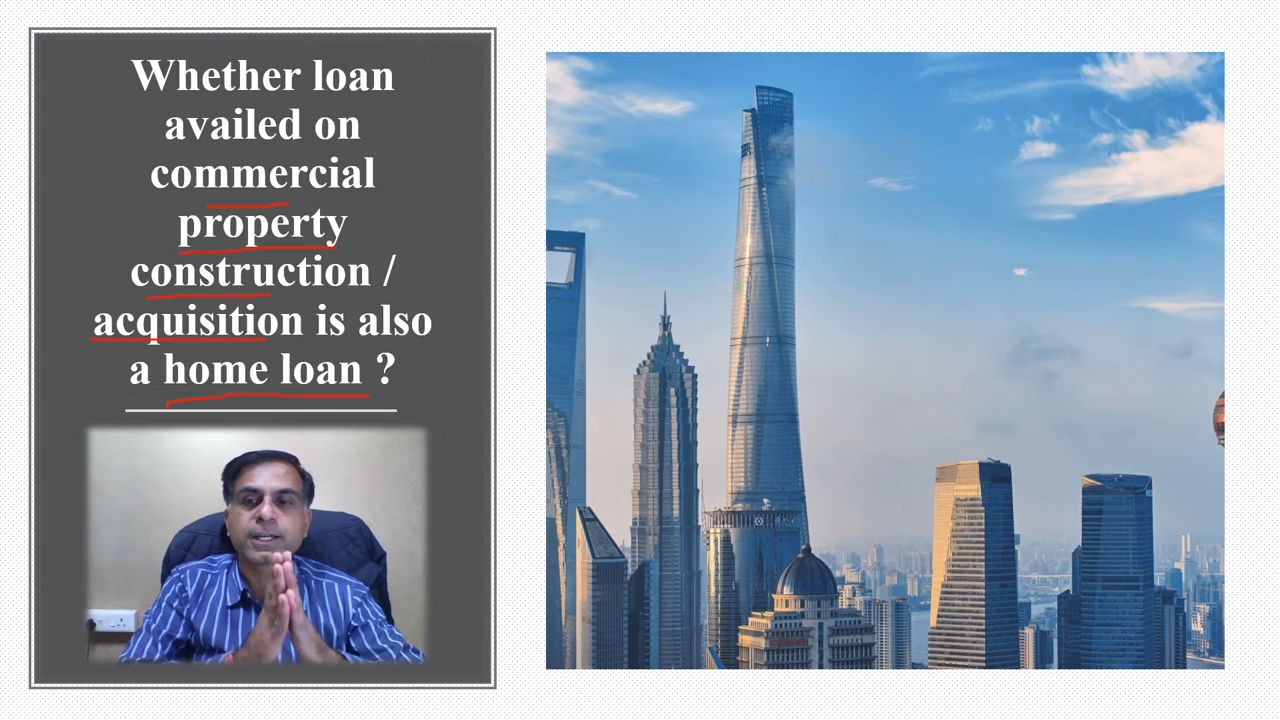 Whether loan
availed on
commercial
property
construction /
acquisition is also
a home loan ?